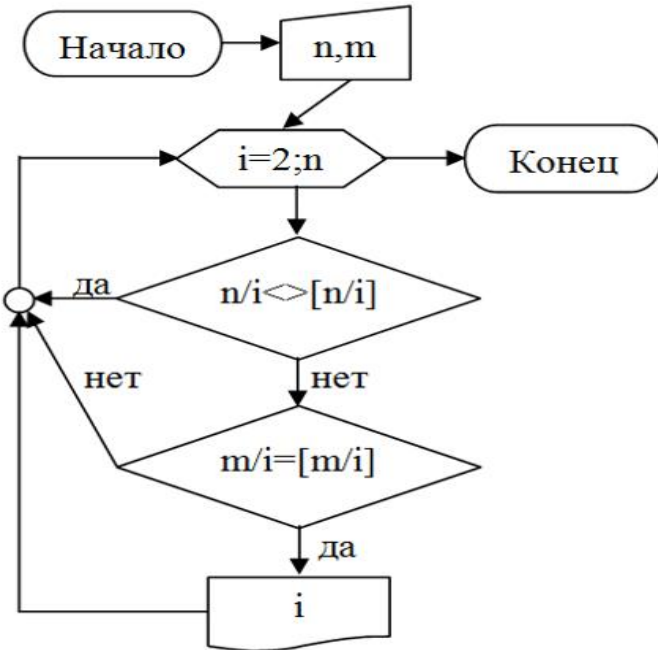 Начало
n,m
i=2;n
Конец
n/i<>[n/i]
да
нет
нет
m/i=[m/i]
да
i